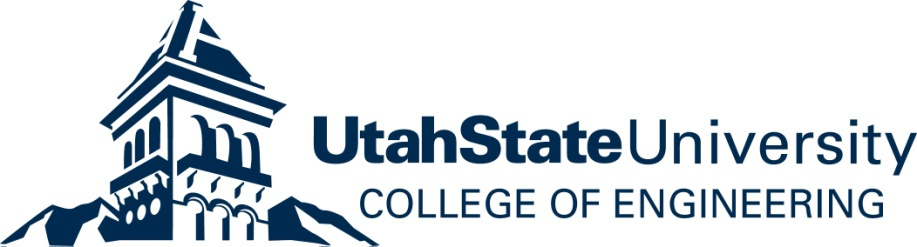 UtahStateUniversity
COLLEGE OF ENGINEERING